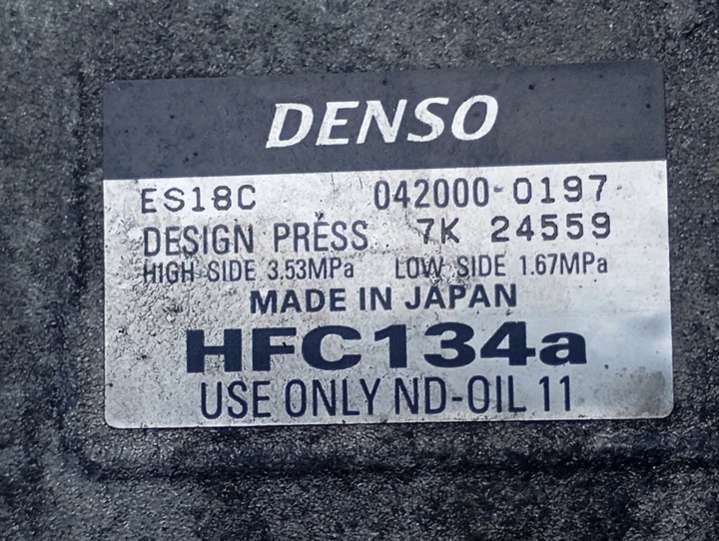 DENSO
ES18C 042000-0197
DESIGN PRESS 7K 24559
HIGH SIDE 3.53MPa LOW SIDE 1.67MPa
MADE IN JAPAN
HFC134a
USE ONLY ND-OIL 11